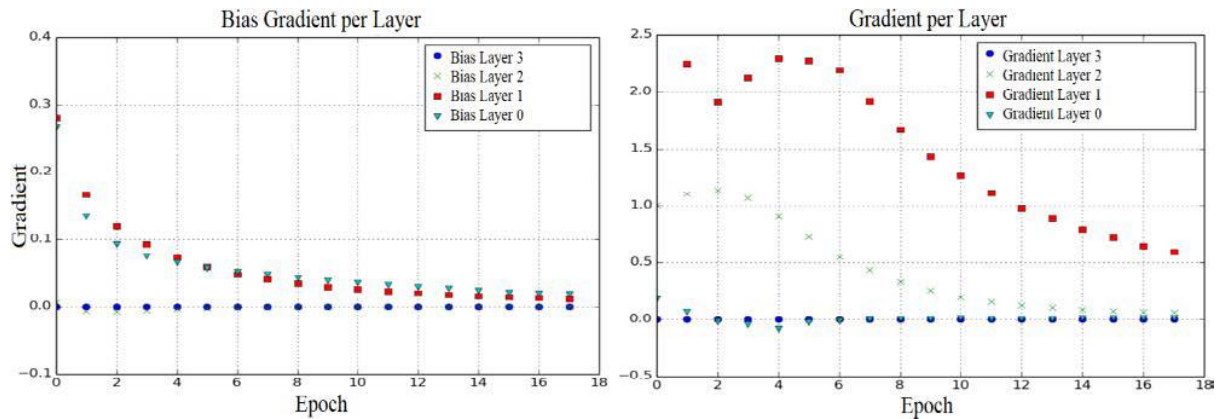 Bias Gradient per Layer
0.4
0.3
0.2
0.1
0.0
−0.1
Gradient
Bias Layer 3
Bias Layer 2
Bias Layer 1
Bias Layer 0
0 2 4 6 8 10 12 14 16 18
Epoch
Gradient per Layer
2.5
2.0
1.5
1.0
0.5
0.0
−0.5
Gradient Layer 3
Gradient Layer 2
Gradient Layer 1
Gradient Layer 0
0 2 4 6 8 10 12 14 16 18
Epoch